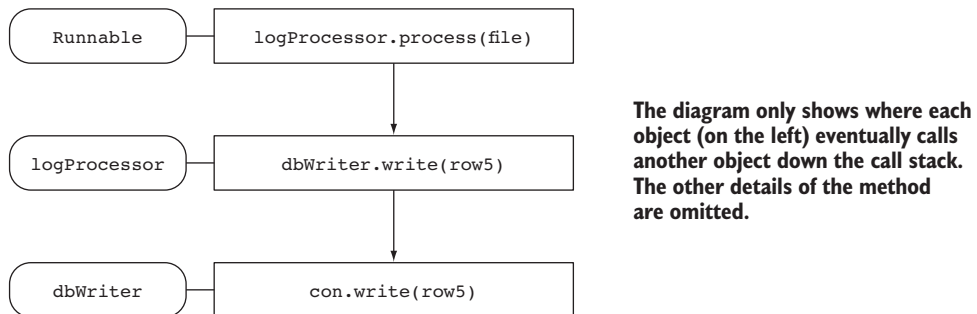 Runnable
logProcessor.process(file)
logProcessor
dbWriter.write(row5)
dbWriter
con.write(row5)
The diagram only shows where each
object (on the left) eventually calls
another object down the call stack.
The other details of the method
are omitted.